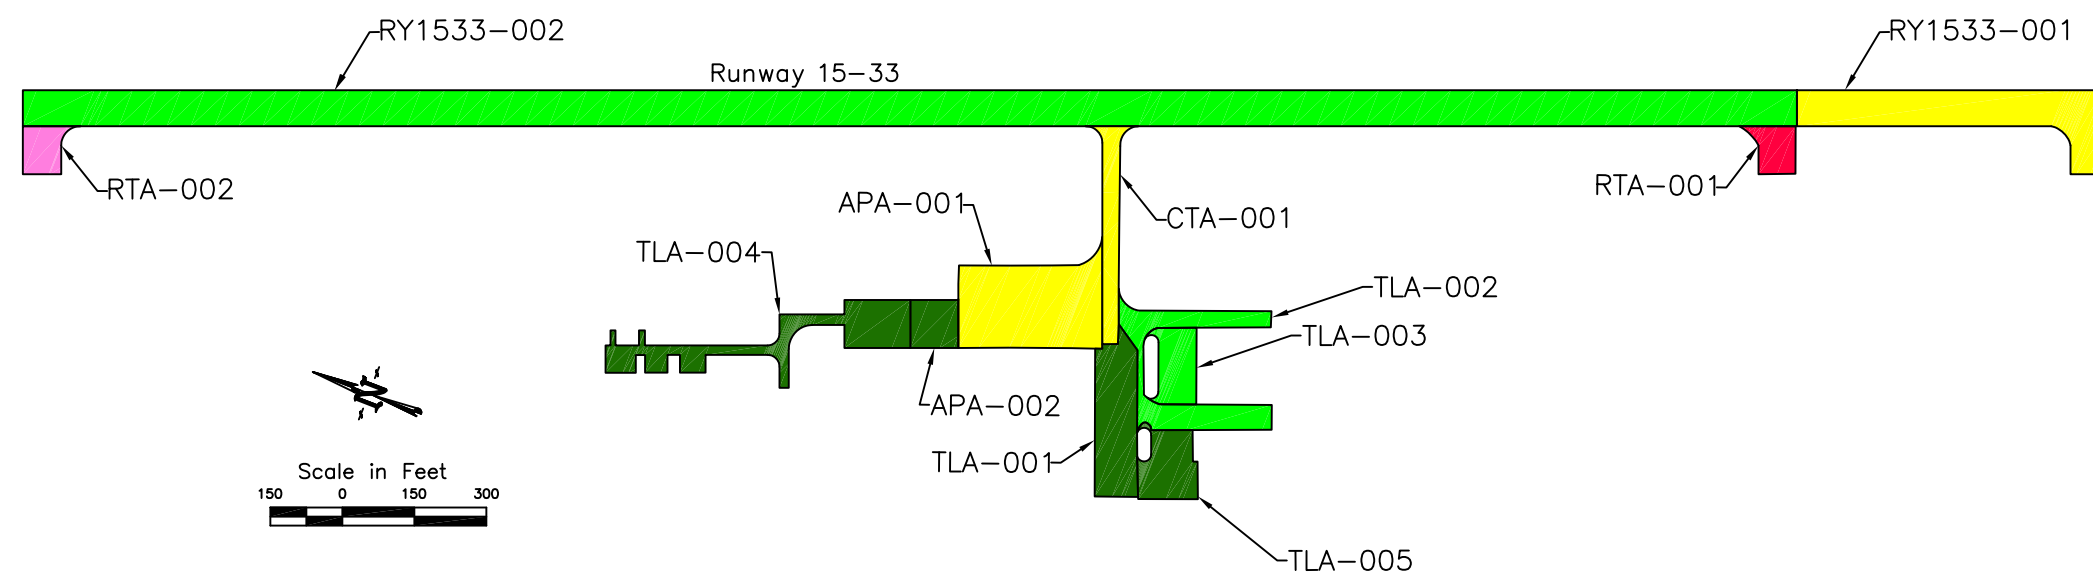 RY1533-002
RY1533-001
Runway 15-33
RTA-002
RTA-001
APA-001
CTA-001
TLA-004
TLA-002
TLA-003
N
APA-002
TLA-001
Scale in Feet
150 0 150 300
TLA-005